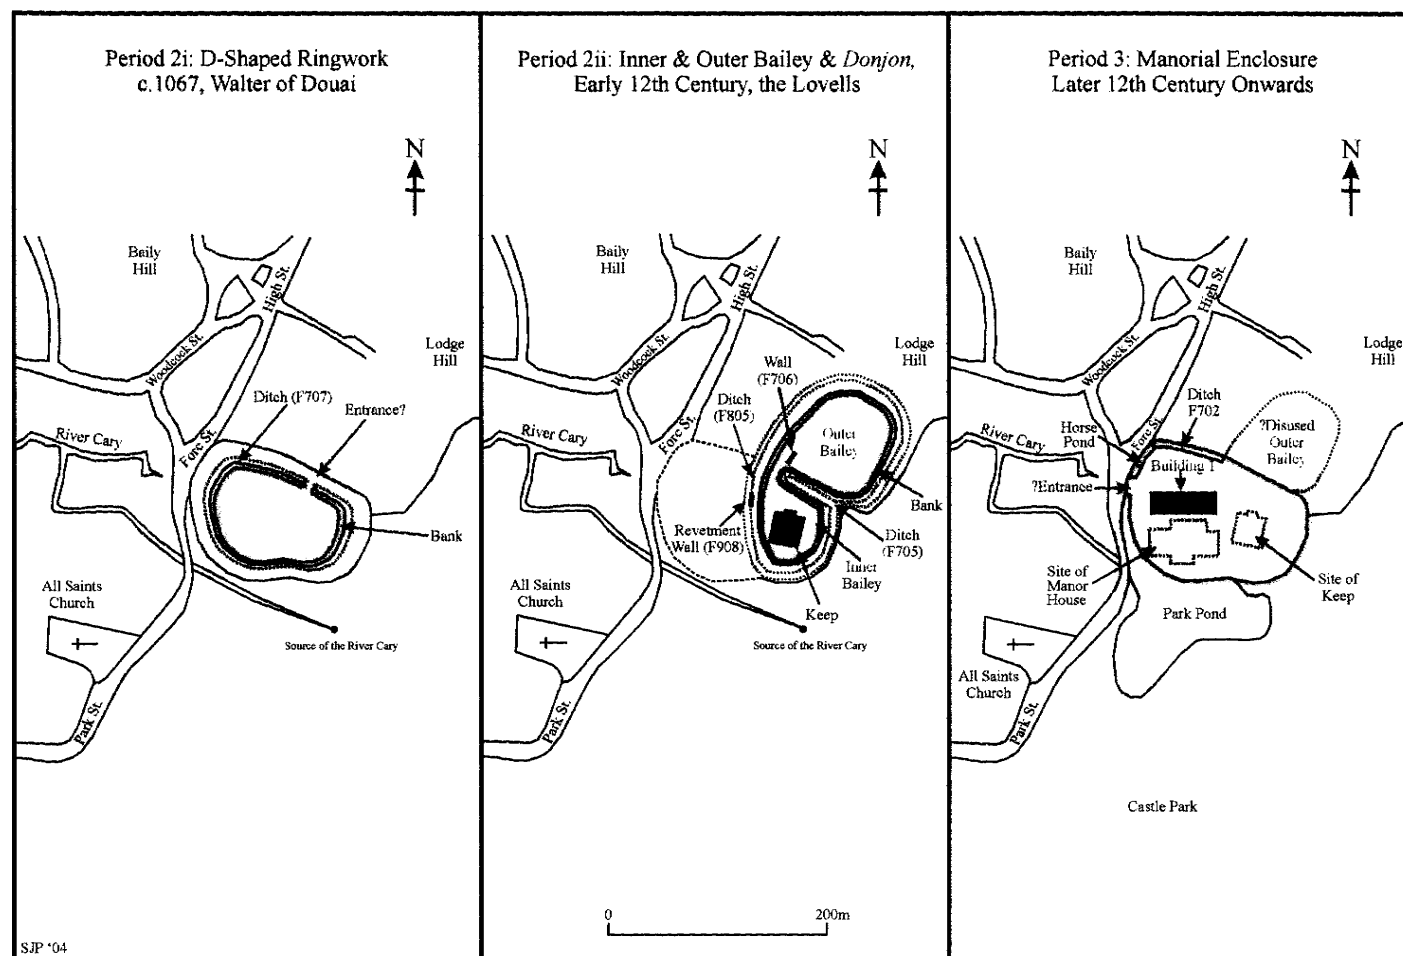 Period 2i: D-Shaped Ringwork
c.1067, Walter of Douai
N
Baily
Hill
High St.
Woodcock St.
Lodge
Hill
Ditch (F707)
Entrance?
River Cary
Fore St.
Bank
All Saints
Church
Source of the River Cary
Park St.
SJP '04
Period 2ii: Inner & Outer Bailey & Donjon,
Early 12th Century, the Lovells
N
Baily
Hill
High St.
Woodcock St.
Lodge
Hill
Wall
(F706)
Ditch
(F805)
River Cary
Fore St.
Outer
Bailey
Bank
Revetment
Wall (F908)
Ditch
(F705)
Inner
Bailey
All Saints
Church
Keep
Source of the River Cary
Park St.
0 200m
Period 3: Manorial Enclosure
Later 12th Century Onwards
N
Baily
Hill
High St.
Woodcock St.
Lodge
Hill
Ditch
F702
River Cary
Horse
Pond
Fore St.
?Disused
Outer
Bailey
Building 1
?Entrance
Site of
Manor
House
Site of
Keep
Park Pond
All Saints
Church
Park St.
Castle Park